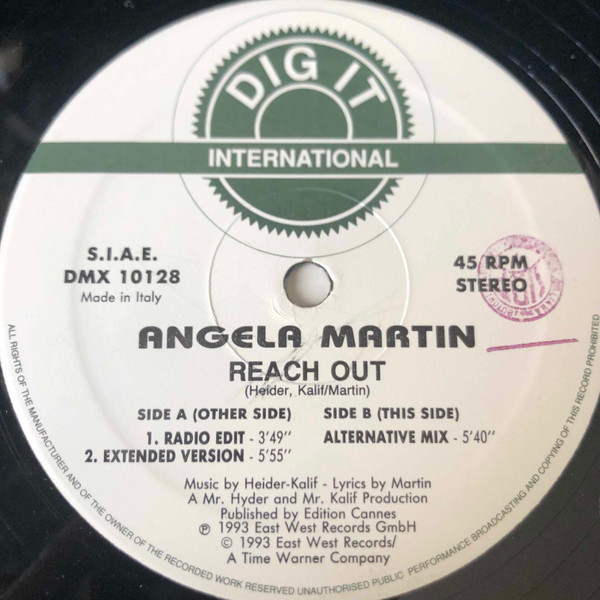 DIG IT
INTERNATIONAL
S.I.A.E.
DMX 10128
Made in Italy
45 RPM
STEREO
ANGELA MARTIN
REACH OUT
(Heider, Kalif/Martin)
SIDE A (OTHER SIDE)
1. RADIO EDIT - 3'49''
2. EXTENDED VERSION - 5'55''
SIDE B (THIS SIDE)
ALTERNATIVE MIX - 5'40''
Music by Heider-Kalif - Lyrics by Martin
A Mr. Hyder and Mr. Kalif Production
Published by Edition Cannes
℗ 1993 East West Records GmbH
© 1993 East West Records/
A Time Warner Company
ALL RIGHTS OF THE MANUFACTURER AND OF THE OWNER OF THE RECORDED WORK RESERVED UNAUTHORISED PUBLIC PERFORMANCE BROADCASTING AND COPYING OF THIS RECORD PROHIBITED